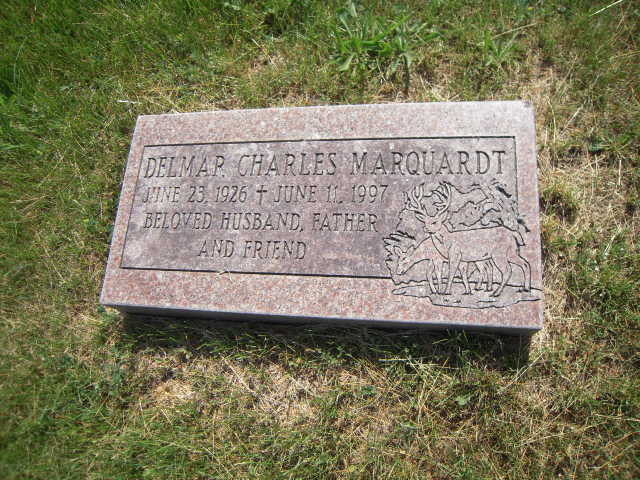 DELMAR CHARLES MARQUARDT
JUNE 23, 1926 ✝ JUNE 11, 1997
BELOVED HUSBAND, FATHER
AND FRIEND